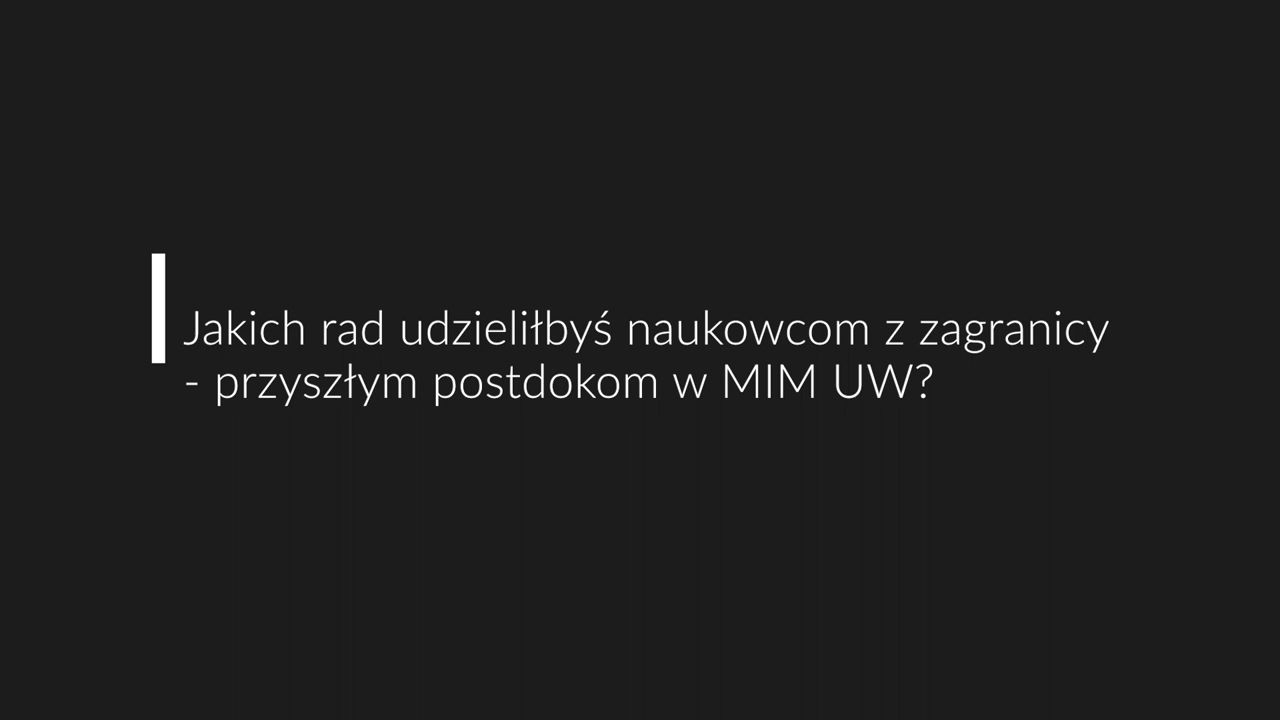 Jakich rad udzieliłbyś naukowcom z zagranicy
- przyszłym postdokom w MIM UW?